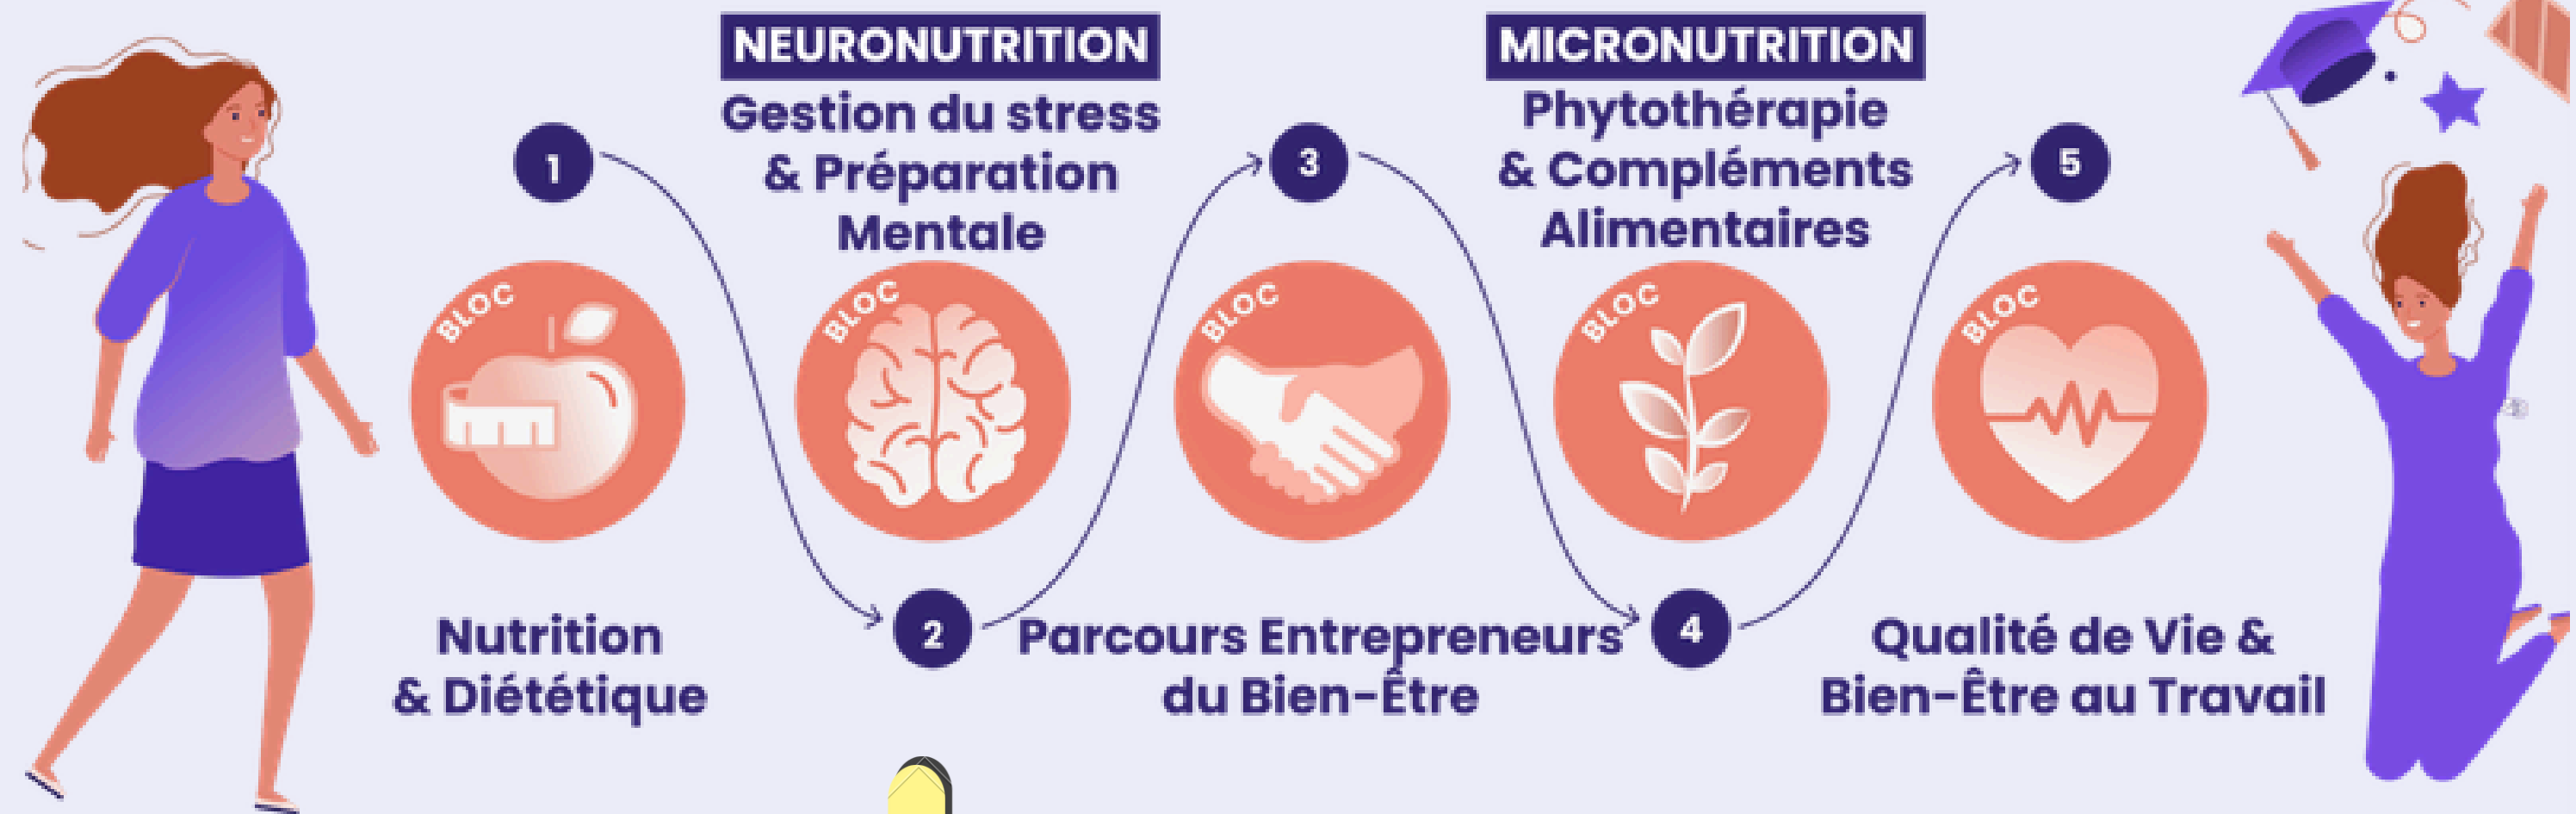 1
BLOC
Nutrition
& Diététique
NEURONUTRITION
Gestion du stress
& Préparation
Mentale
BLOC
2
3
BLOC
Parcours Entrepreneurs
du Bien-Être
MICRONUTRITION
Phytothérapie
& Compléments
Alimentaires
BLOC
4
5
BLOC
Qualité de Vie &
Bien-Être au Travail